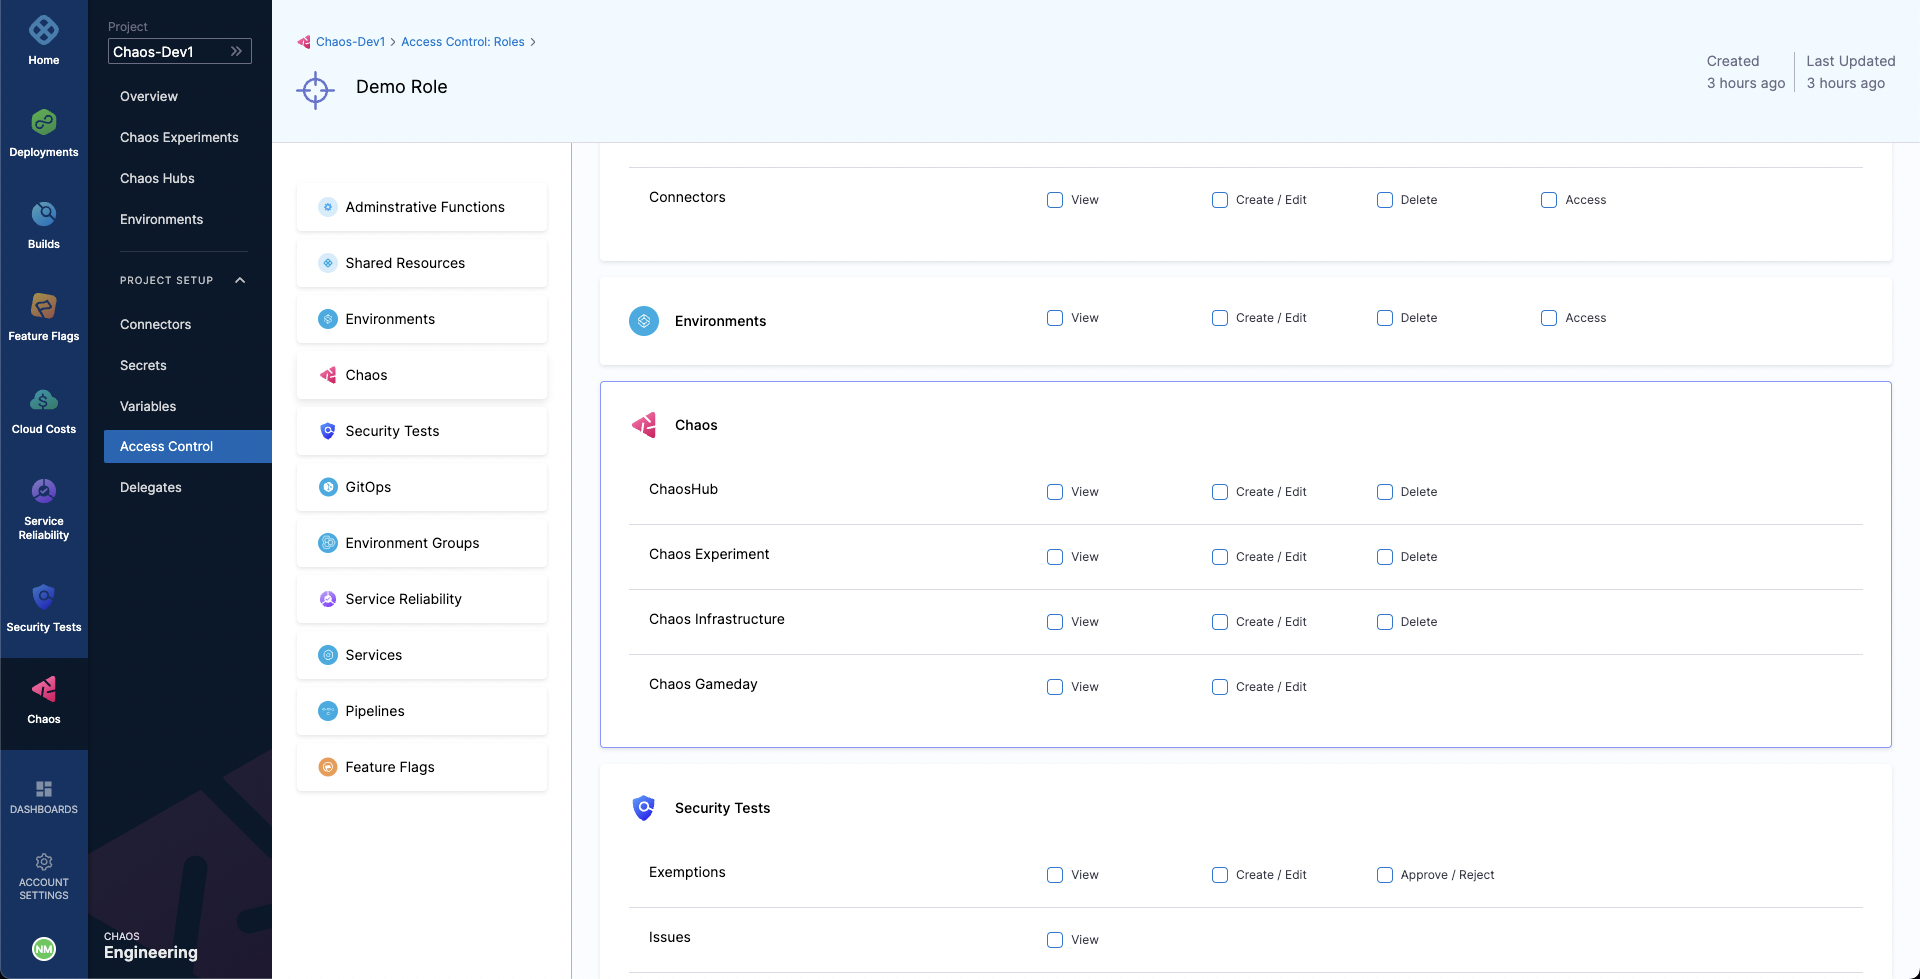 Home
Deployments
Builds
Feature Flags
Cloud Costs
Service
Reliability
Security Tests
Chaos
DASHBOARDS
ACCOUNT
SETTINGS
NM
Project
Chaos-Dev1
Overview
Chaos Experiments
Chaos Hubs
Environments
PROJECT SETUP
Connectors
Secrets
Variables
Access Control
Delegates
CHAOS
Engineering
Chaos-Dev1 > Access Control: Roles >
Demo Role
Created
3 hours ago
Last Updated
3 hours ago
Adminstrative Functions
Shared Resources
Environments
Chaos
Security Tests
GitOps
Environment Groups
Service Reliability
Services
Pipelines
Feature Flags
Connectors View Create / Edit Delete Access
Environments View Create / Edit Delete Access
Chaos
ChaosHub View Create / Edit Delete
Chaos Experiment View Create / Edit Delete
Chaos Infrastructure View Create / Edit Delete
Chaos Gameday View Create / Edit
Security Tests
Exemptions View Create / Edit Approve / Reject
Issues View